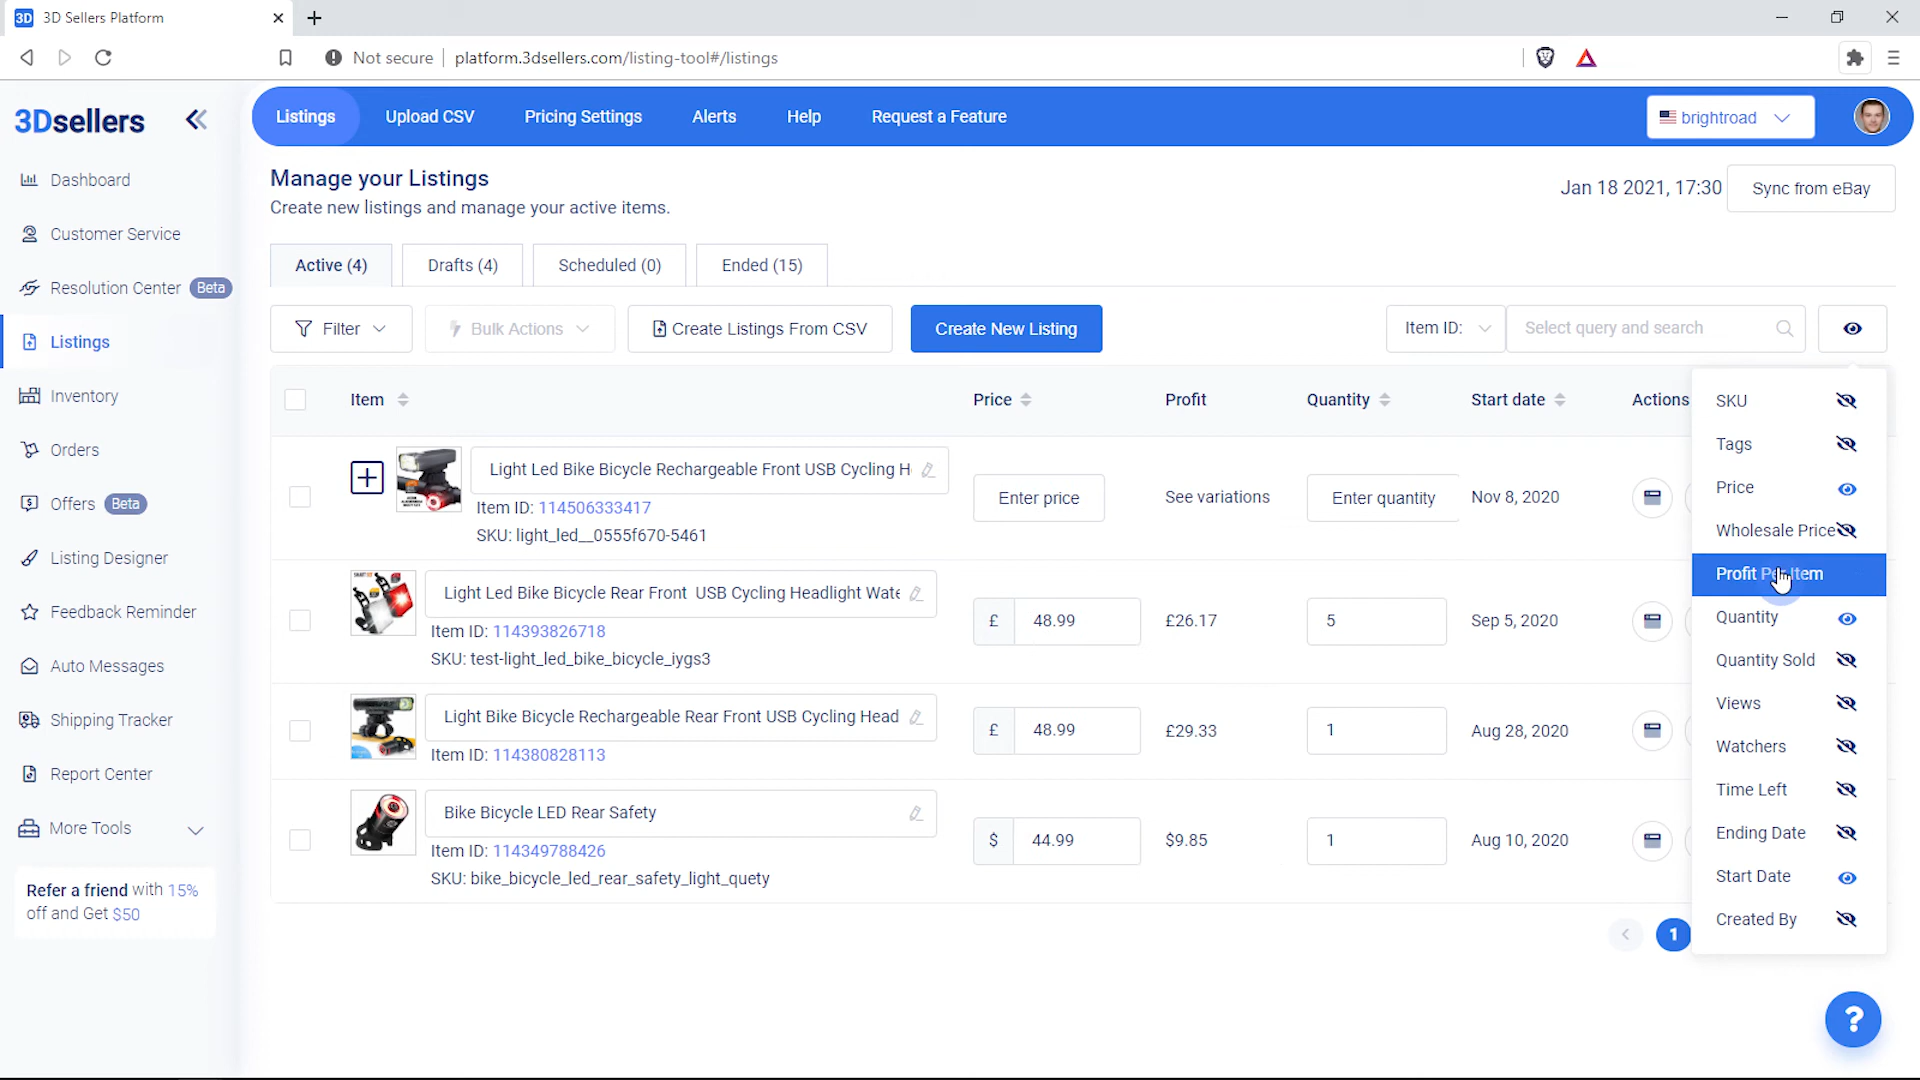 3D Sellers Platform
Not secure
platform.3dsellers.com/listing-tool#/listings
3Dsellers
Listings
Upload CSV
Pricing Settings
Alerts
Help
Request a Feature
brightroad
Dashboard
Customer Service
Resolution Center Beta
Listings
Inventory
Orders
Offers Beta
Listing Designer
Feedback Reminder
Auto Messages
Shipping Tracker
Report Center
More Tools
Refer a friend with 15%
off and Get $50
Manage your Listings
Create new listings and manage your active items.
Jan 18 2021, 17:30
Sync from eBay
Active (4)
Drafts (4)
Scheduled (0)
Ended (15)
Filter
Bulk Actions
Create Listings From CSV
Create New Listing
Item ID:
Select query and search
Item
Price
Profit
Quantity
Start date
Actions
Light Led Bike Bicycle Rechargeable Front USB Cycling H
Item ID: 114506333417
SKU: light_led__0555f670-5461
Enter price
See variations
Enter quantity
Nov 8, 2020
Light Led Bike Bicycle Rear Front USB Cycling Headlight Wate
Item ID: 114393826718
SKU: test-light_led_bike_bicycle_iygs3
£ 48.99
£26.17
5
Sep 5, 2020
Light Bike Bicycle Rechargeable Rear Front USB Cycling Head
Item ID: 114380828113
£ 48.99
£29.33
1
Aug 28, 2020
Bike Bicycle LED Rear Safety
Item ID: 114349788426
SKU: bike_bicycle_led_rear_safety_light_quety
$ 44.99
$9.85
1
Aug 10, 2020
SKU
Tags
Price
Wholesale Price
Profit Per Item
Quantity
Quantity Sold
Views
Watchers
Time Left
Ending Date
Start Date
Created By
1
?